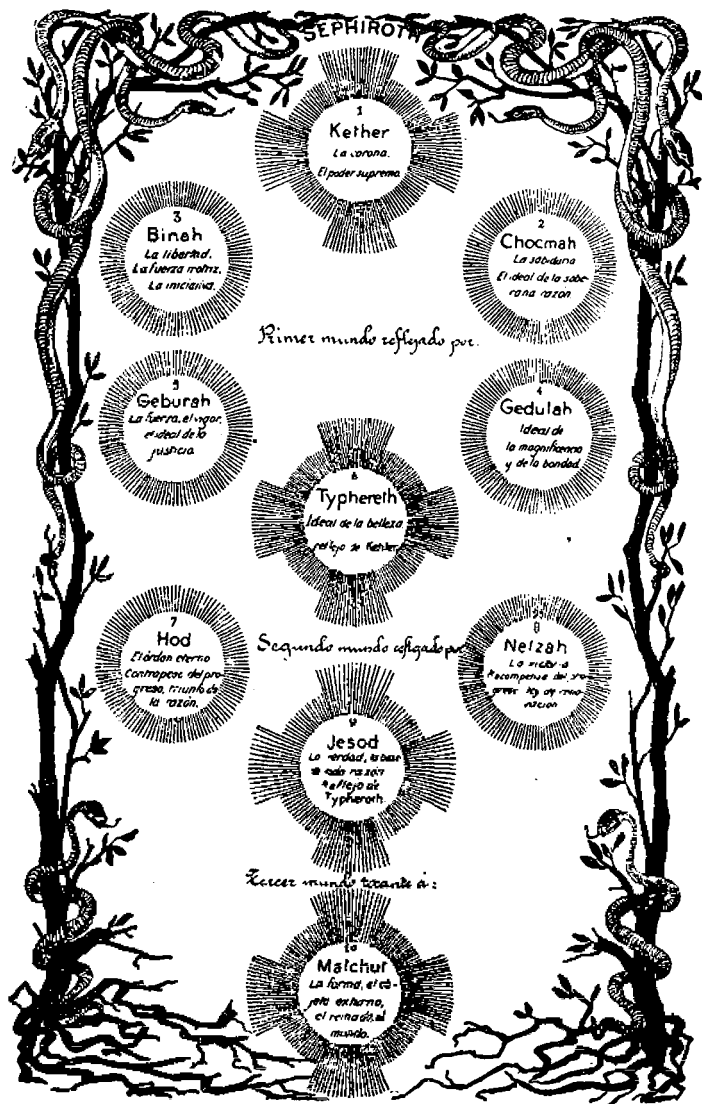 SEPHIROTH
1
Kether
La corona.
El poder supremo.
3
Binah
La libertad,
La fuerza motriz,
La iniciativa.
2
Chocmah
La sabiduria
El ideal de la sobe-
rana razón
Primer mundo reflejado por.
5
Geburah
La fuerza, el vigor,
el ideal de la
justicia
4
Gedulah
Ideal de
la magnificencia
y de la bondad.
6
Typhereth
Ideal de la belleza
reflejo de Kether
7
Hod
El órden eterno
Contrapeso del pro-
greso, triunfo de
la razón.
Segundo mundo por
8
Netzah
La victoria
Recompensa del pro-
greso
9
Jesod
La verdad, la base
de toda razón
Reflejo de
Typheroth
Tercer mundo tocante á:
10
Malchut
La forma, el ob-
jeto externo,
el reinado, el
mundo.